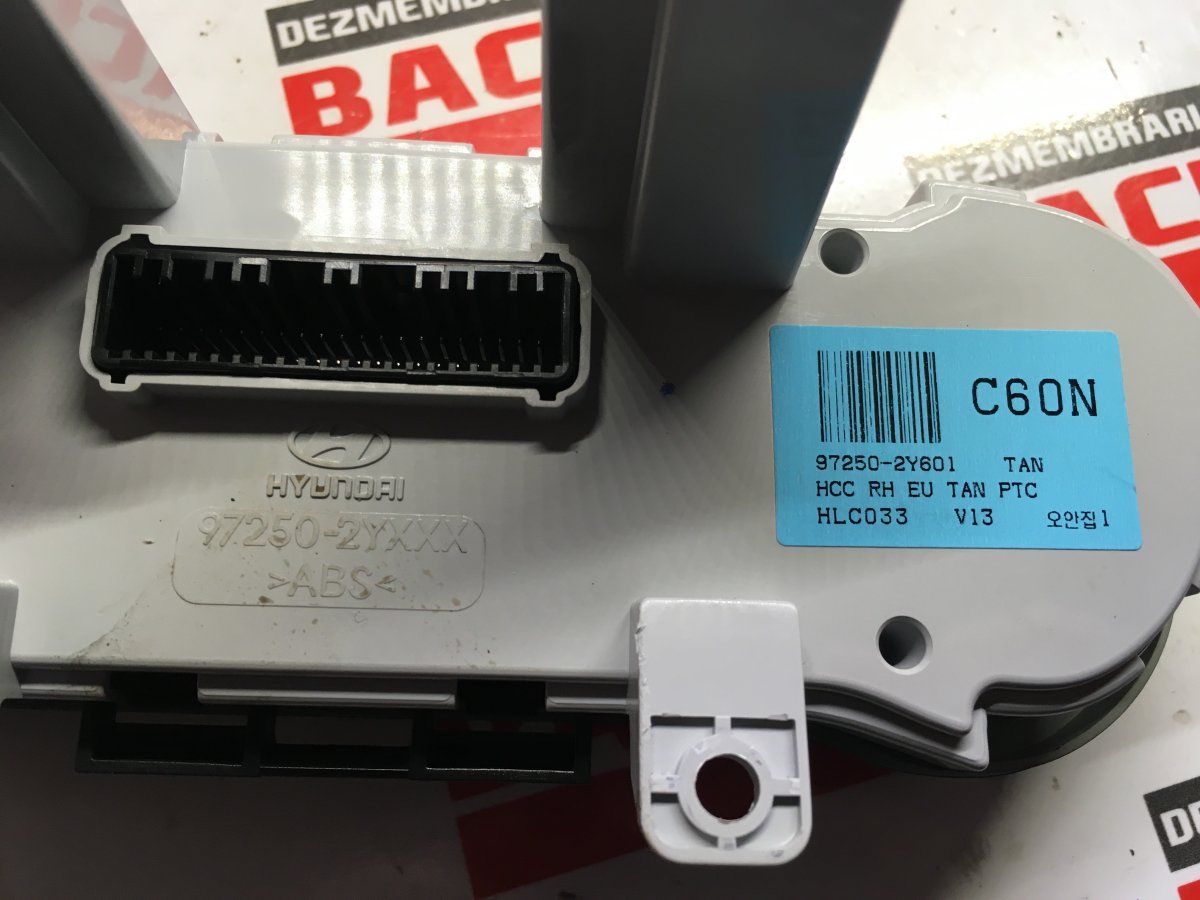 DEZMEMBRARI
BAC
DEZMEMBRARI
BAC
C60N
97250-2Y601 TAN
HCC RH EU TAN PTC
HLC033 V13 오안집1
HYUNDAI
97250-2YXXX
>ABS<